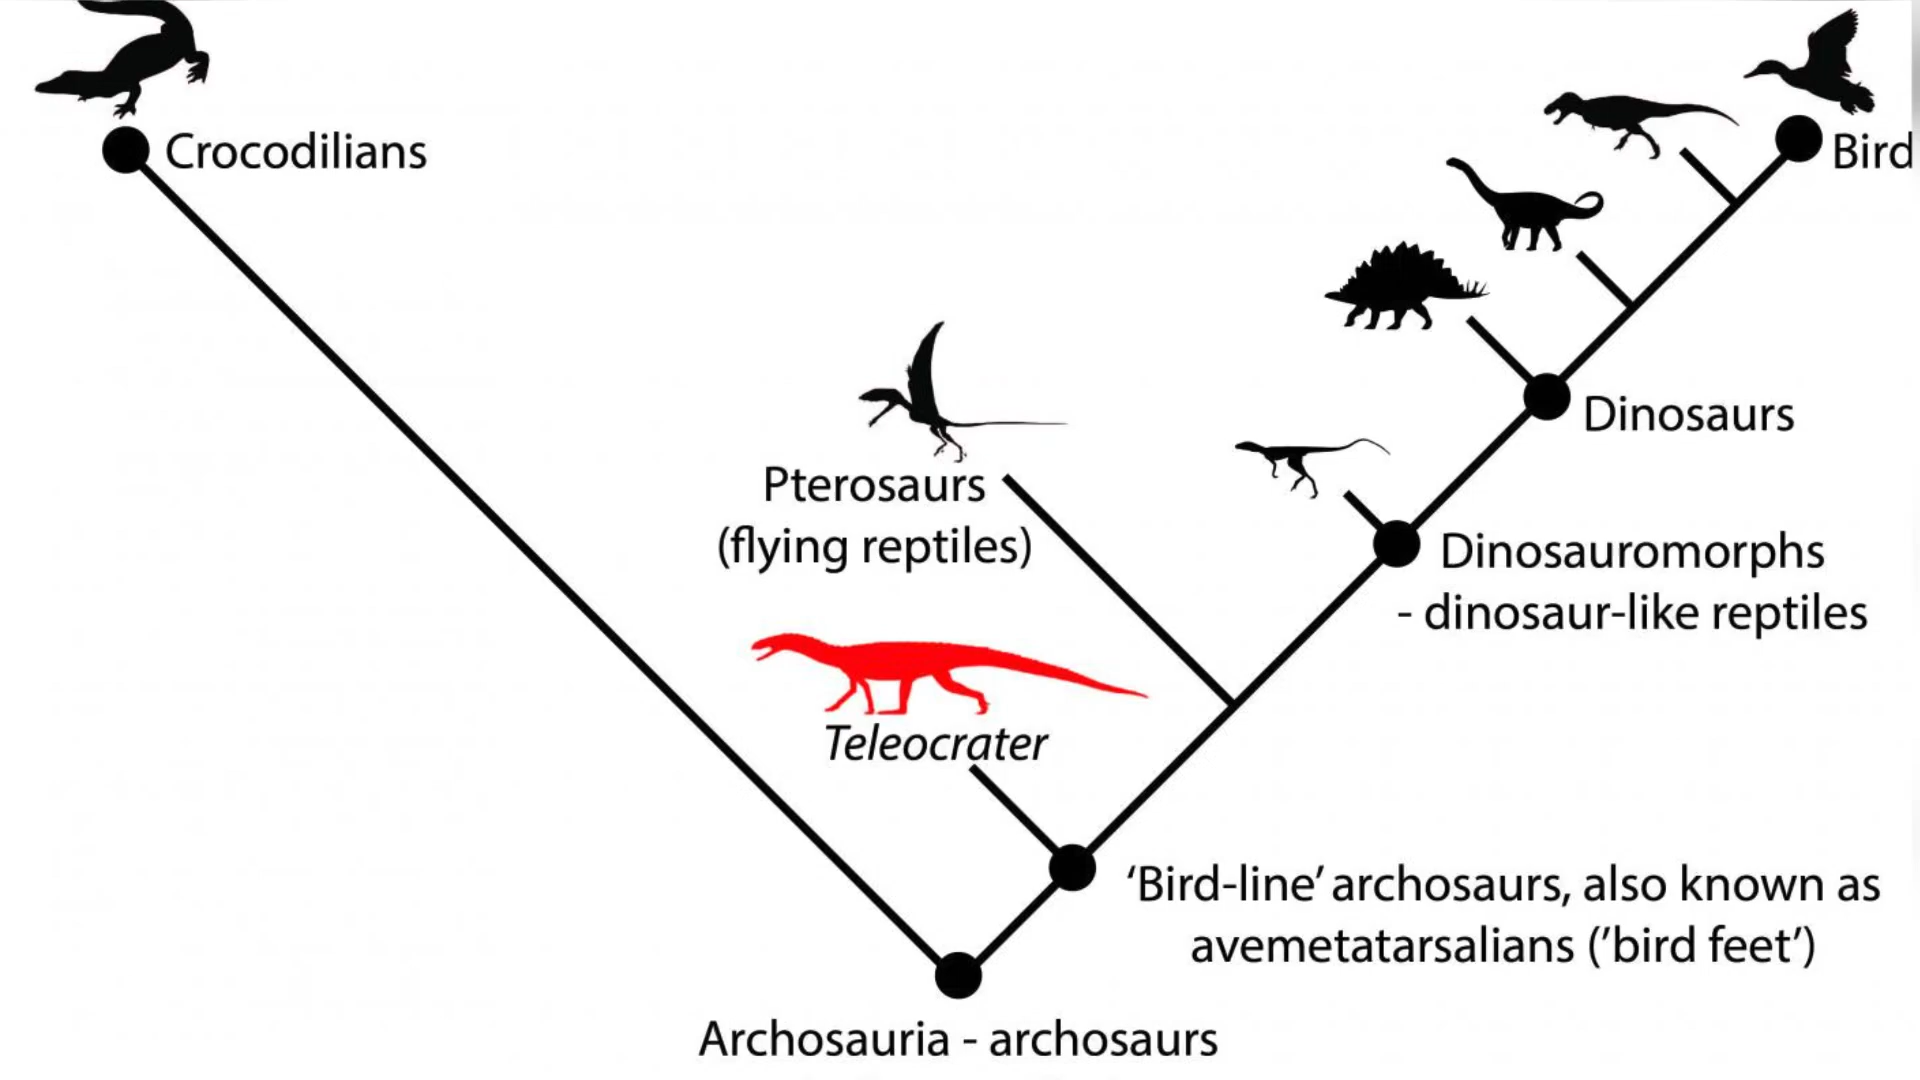 Crocodilians
Bird
Dinosaurs
Pterosaurs
(flying reptiles)
Dinosauromorphs
- dinosaur-like reptiles
Teleocrater
‘Bird-line’ archosaurs, also known as
avemetatarsalians (’bird feet’)
Archosauria - archosaurs